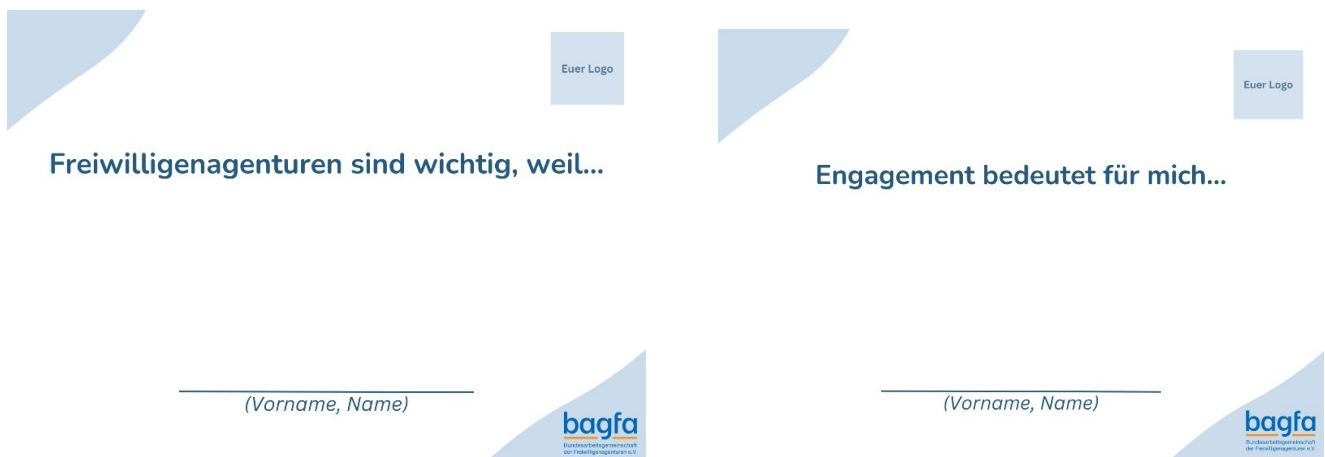 Euer Logo
Freiwilligenagenturen sind wichtig, weil...
(Vorname, Name)
bagfa
Bundesarbeitsgemeinschaft
der Freiwilligenagenturen e.V.
Euer Logo
Engagement bedeutet für mich...
(Vorname, Name)
bagfa
Bundesarbeitsgemeinschaft
der Freiwilligenagenturen e.V.